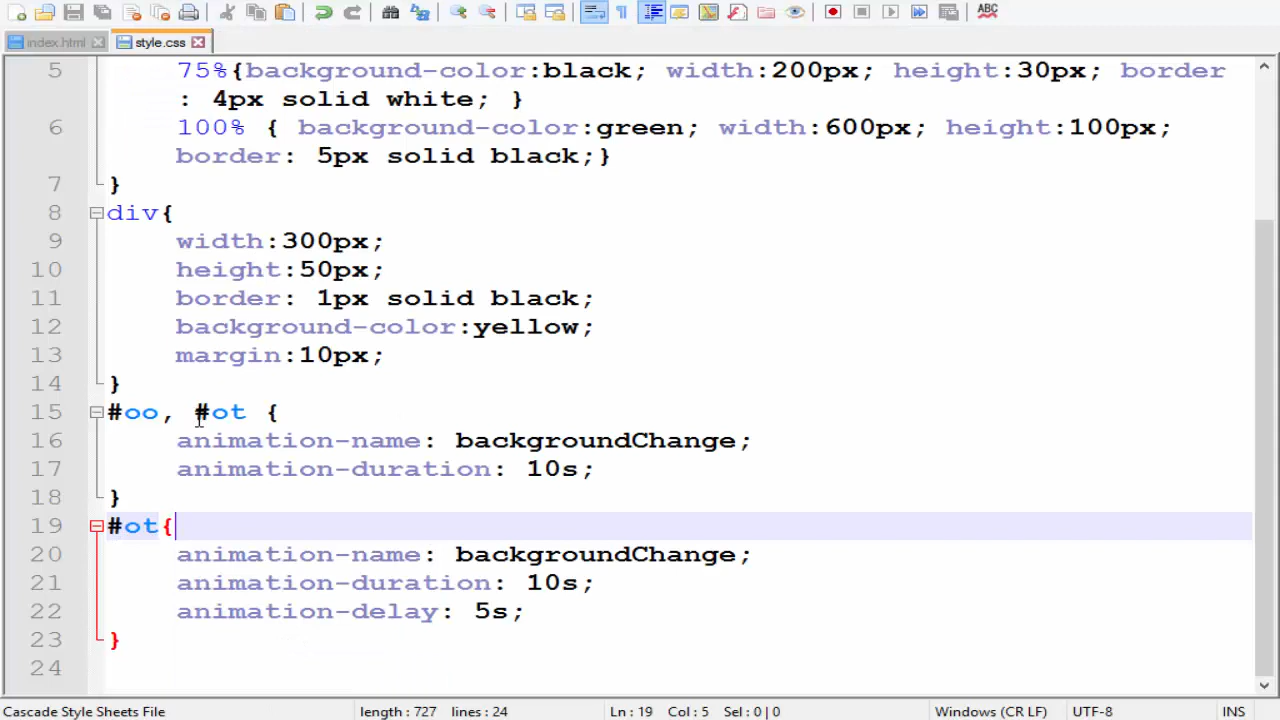 ABC
index.html
style.css
5 75%{background-color:black; width:200px; height:30px; border
: 4px solid white; }
6 100% { background-color:green; width:600px; height:100px;
border: 5px solid black;}
7 }
8 div{
9 width:300px;
10 height:50px;
11 border: 1px solid black;
12 background-color:yellow;
13 margin:10px;
14 }
15 #oo, #ot {
16 animation-name: backgroundChange;
17 animation-duration: 10s;
18 }
19 #ot{
20 animation-name: backgroundChange;
21 animation-duration: 10s;
22 animation-delay: 5s;
23 }
24
Cascade Style Sheets File length : 727 lines : 24 Ln : 19 Col : 5 Sel : 0 | 0 Windows (CR LF) UTF-8 INS